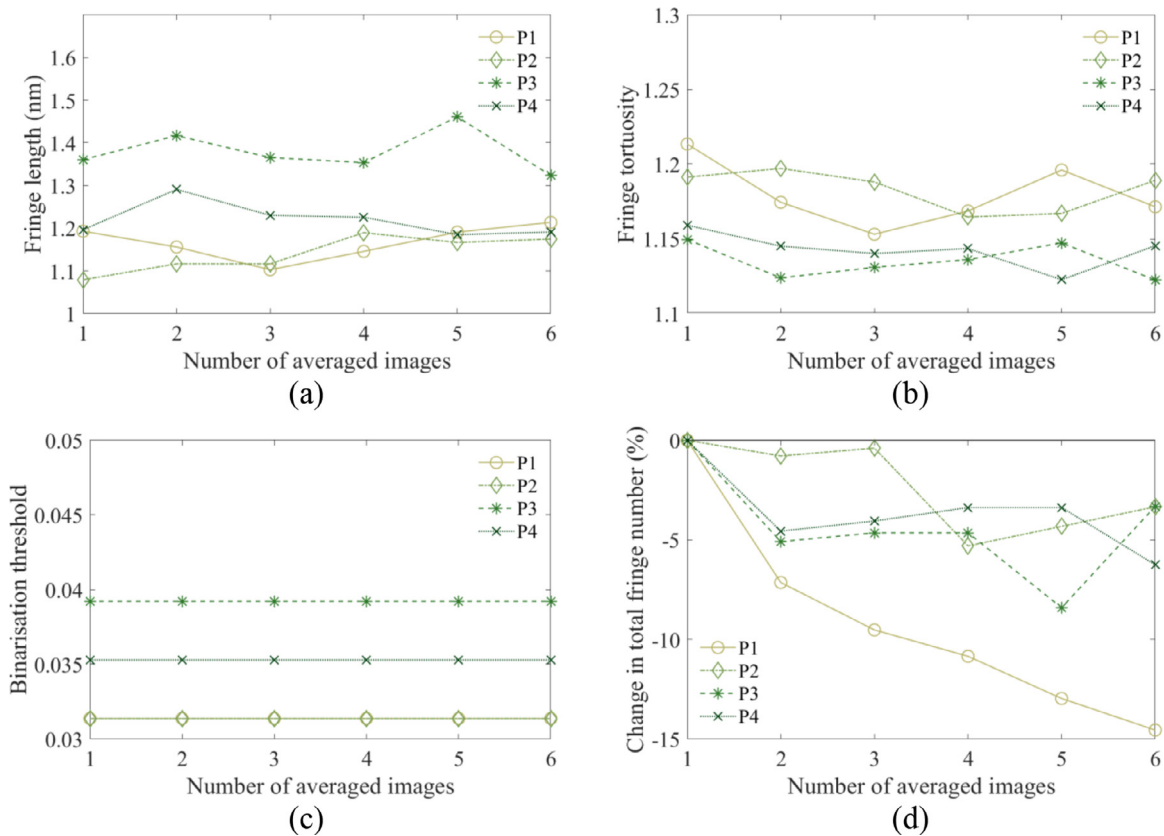 1.6
1.5
1.4
1.3
1.2
1.1
1
Fringe length (nm)
1 2 3 4 5 6
Number of averaged images
P1
P2
P3
P4
(a)
1.3
1.25
1.2
1.15
1.1
Fringe tortuosity
1 2 3 4 5 6
Number of averaged images
P1
P2
P3
P4
(b)
0.05
0.045
0.04
0.035
0.03
Binarisation threshold
1 2 3 4 5 6
Number of averaged images
P1
P2
P3
P4
(c)
0
-5
-10
-15
Change in total fringe number (%)
1 2 3 4 5 6
Number of averaged images
P1
P2
P3
P4
(d)